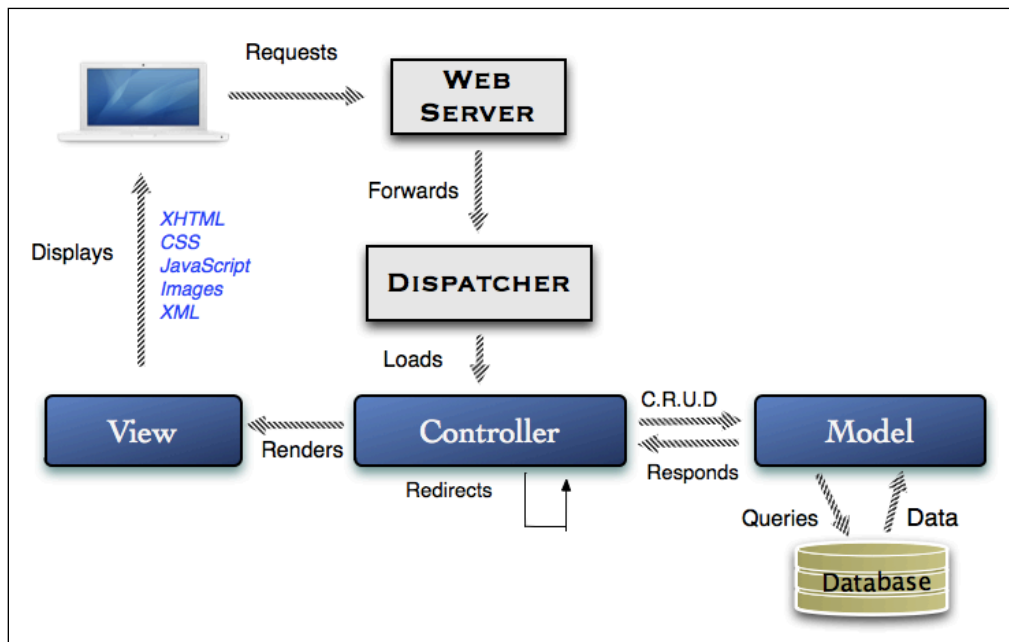 Requests
WEB
SERVER
Forwards
XHTML
CSS
JavaScript
Images
XML
Displays
DISPATCHER
Loads
View
Renders
Controller
Redirects
C.R.U.D
Responds
Model
Queries
Data
Database